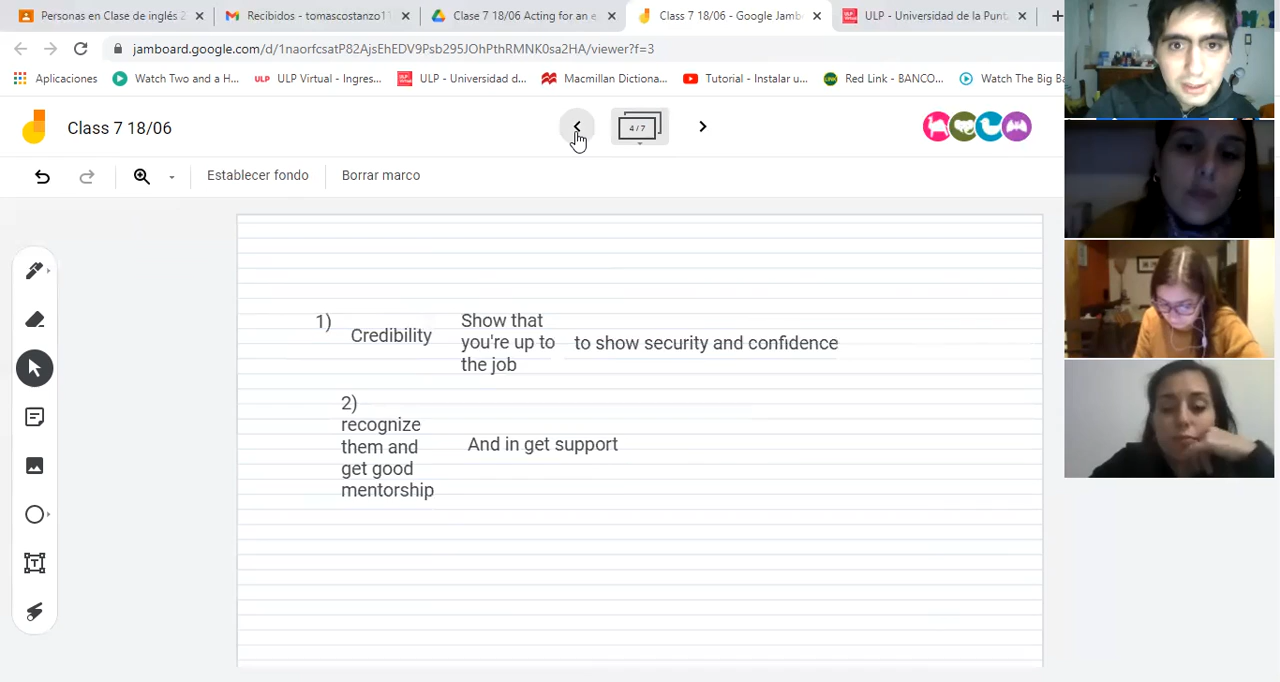 Personas en Clase de inglés 2
Recibidos - tomascostanzo11
Clase 7 18/06 Acting for an e
Class 7 18/06 - Google Jamb
ULP - Universidad de la Punta
jamboard.google.com/d/1naorfcsatP82AjsEhEDV9Psb295JOhPthRMNK0sa2HA/viewer?f=3
Aplicaciones
Watch Two and a H...
ULP
ULP Virtual - Ingres...
ULP - Universidad d...
Macmillan Dictiona...
Tutorial - Instalar u...
LINK
Red Link - BANCO...
Watch The Big Ba
Class 7 18/06
4 / 7
Establecer fondo
Borrar marco
1)
Credibility
Show that
you're up to
the job
to show security and confidence
2)
recognize
them and
get good
mentorship
And in get support